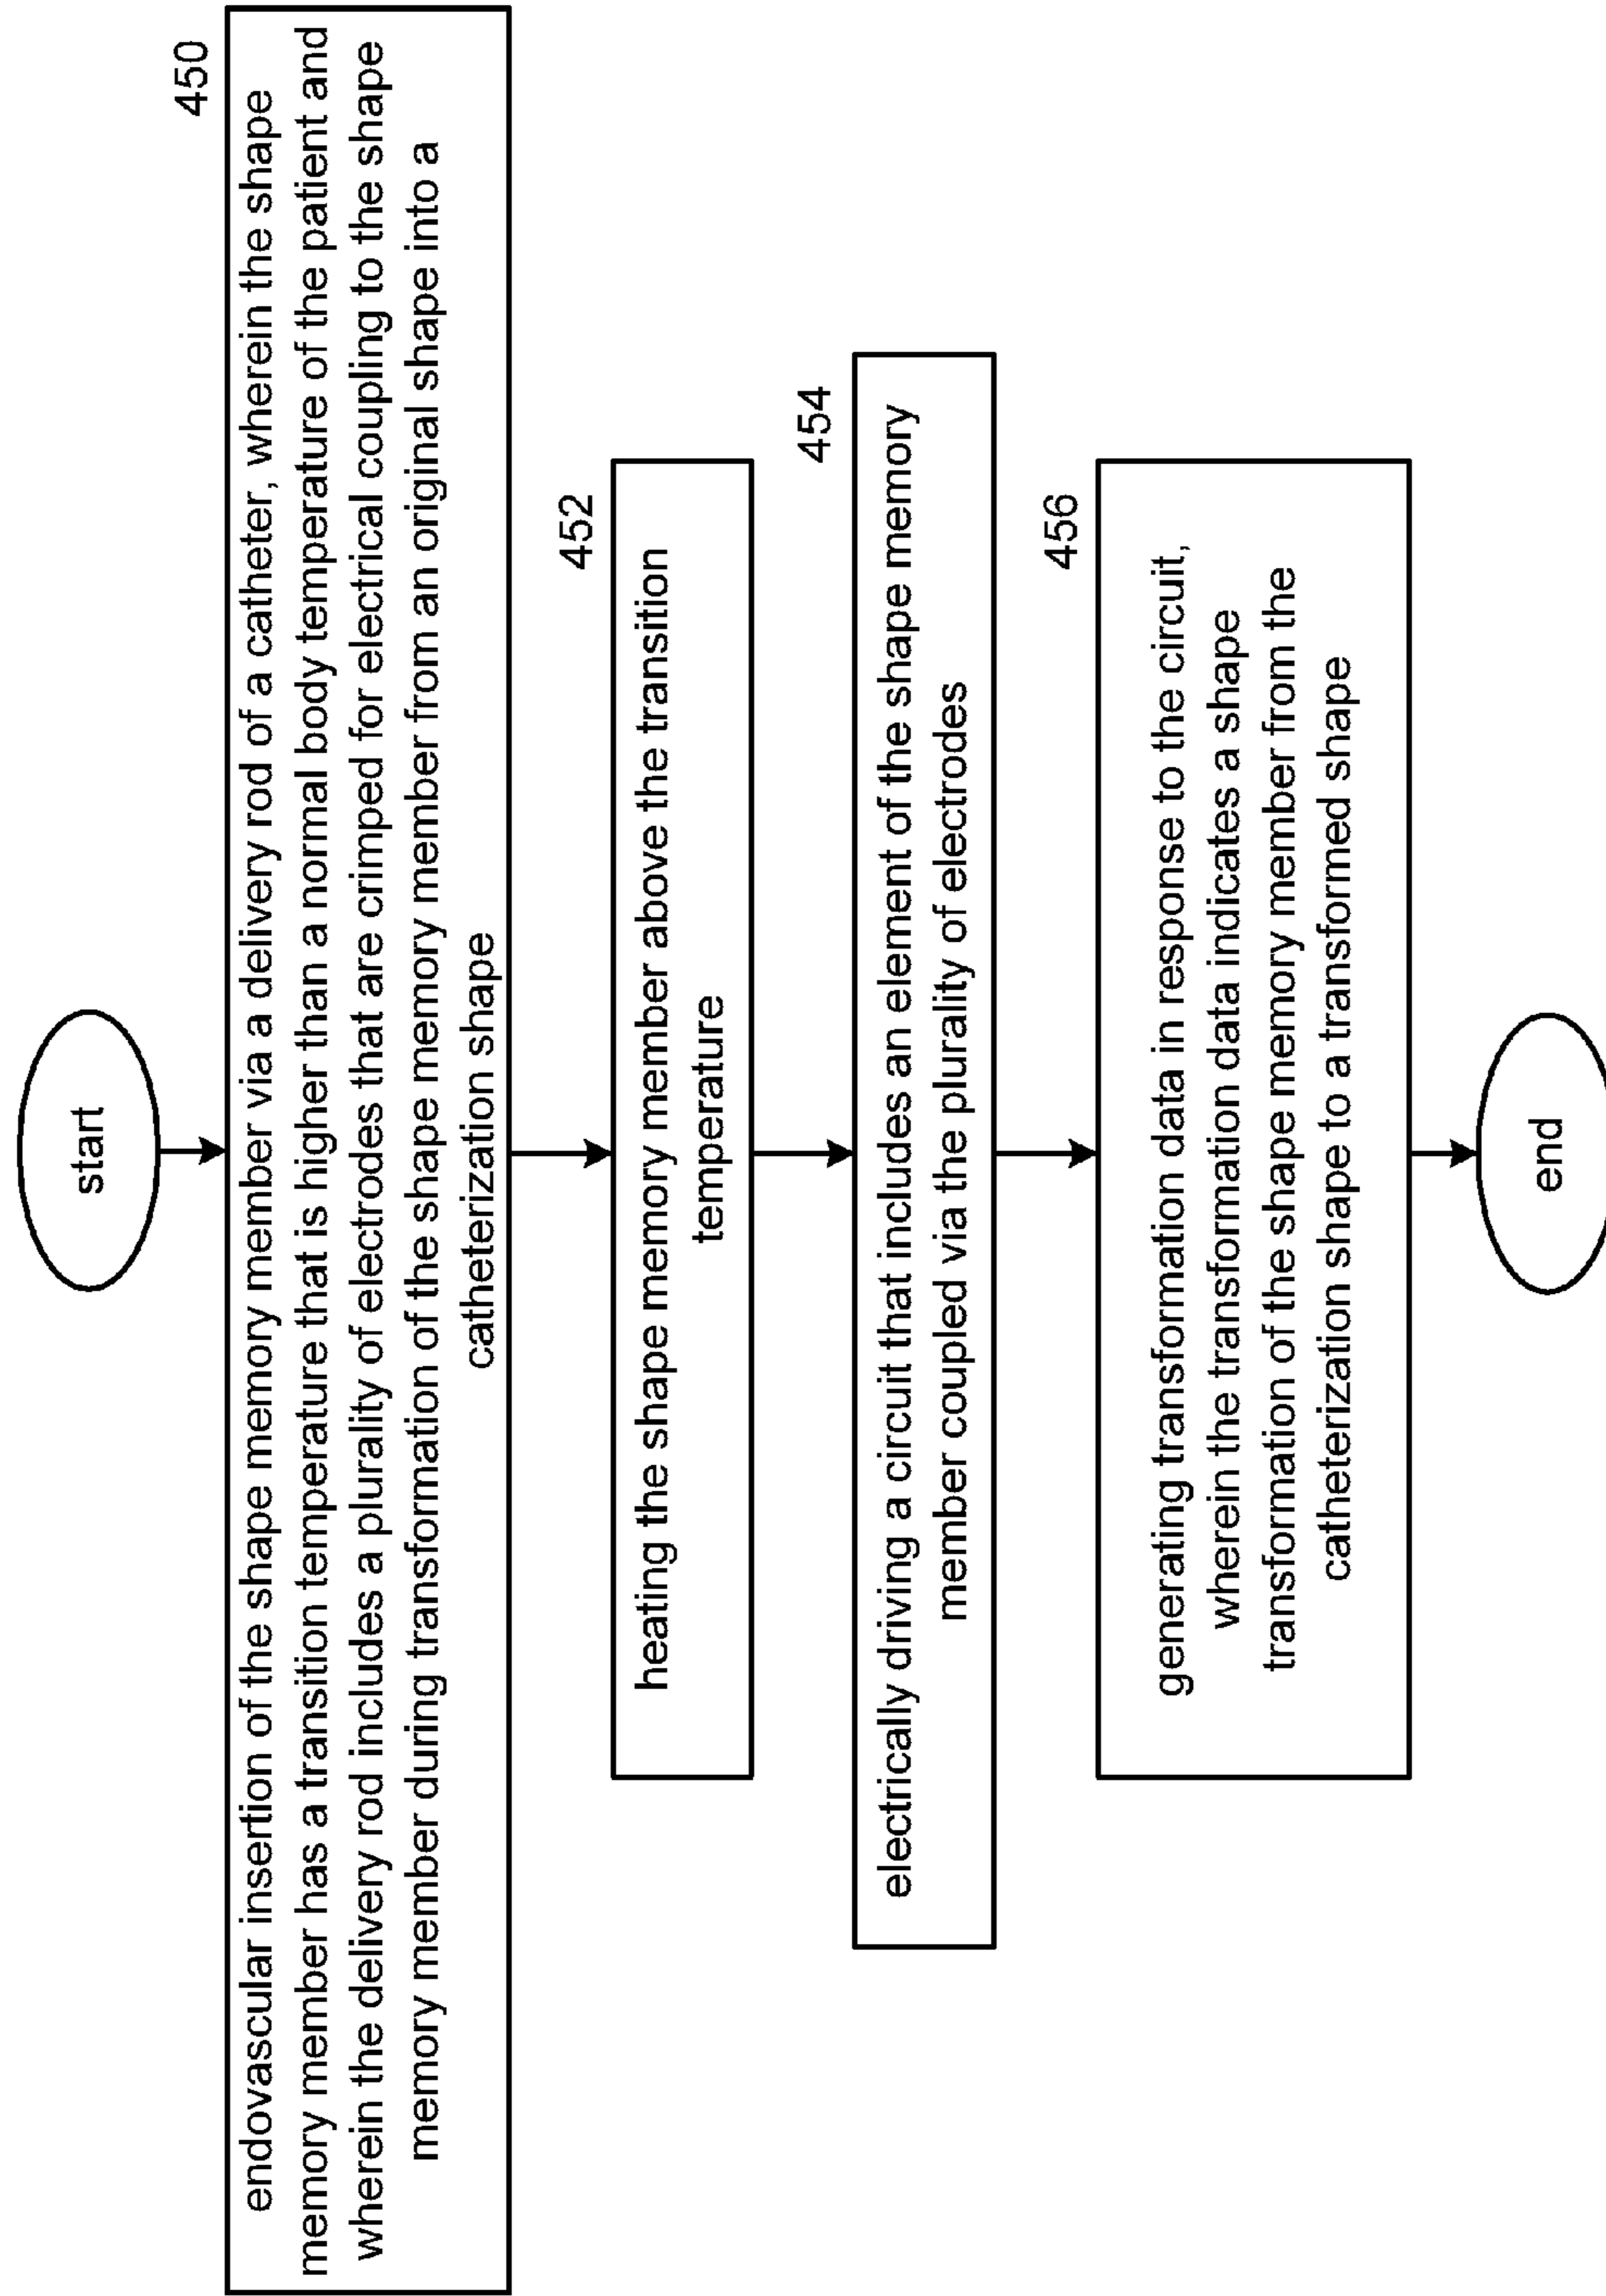 start
450
endovascular insertion of the shape memory member via a delivery rod of a catheter, wherein the shape
memory member has a transition temperature that is higher than a normal body temperature of the patient and
wherein the delivery rod includes a plurality of electrodes that are crimped for electrical coupling to the shape
memory member during transformation of the shape memory member from an original shape into a
catheterization shape
452
heating the shape memory member above the transition
temperature
454
electrically driving a circuit that includes an element of the shape memory
member coupled via the plurality of electrodes
456
generating transformation data in response to the circuit,
wherein the transformation data indicates a shape
transformation of the shape memory member from the
catheterization shape to a transformed shape
end